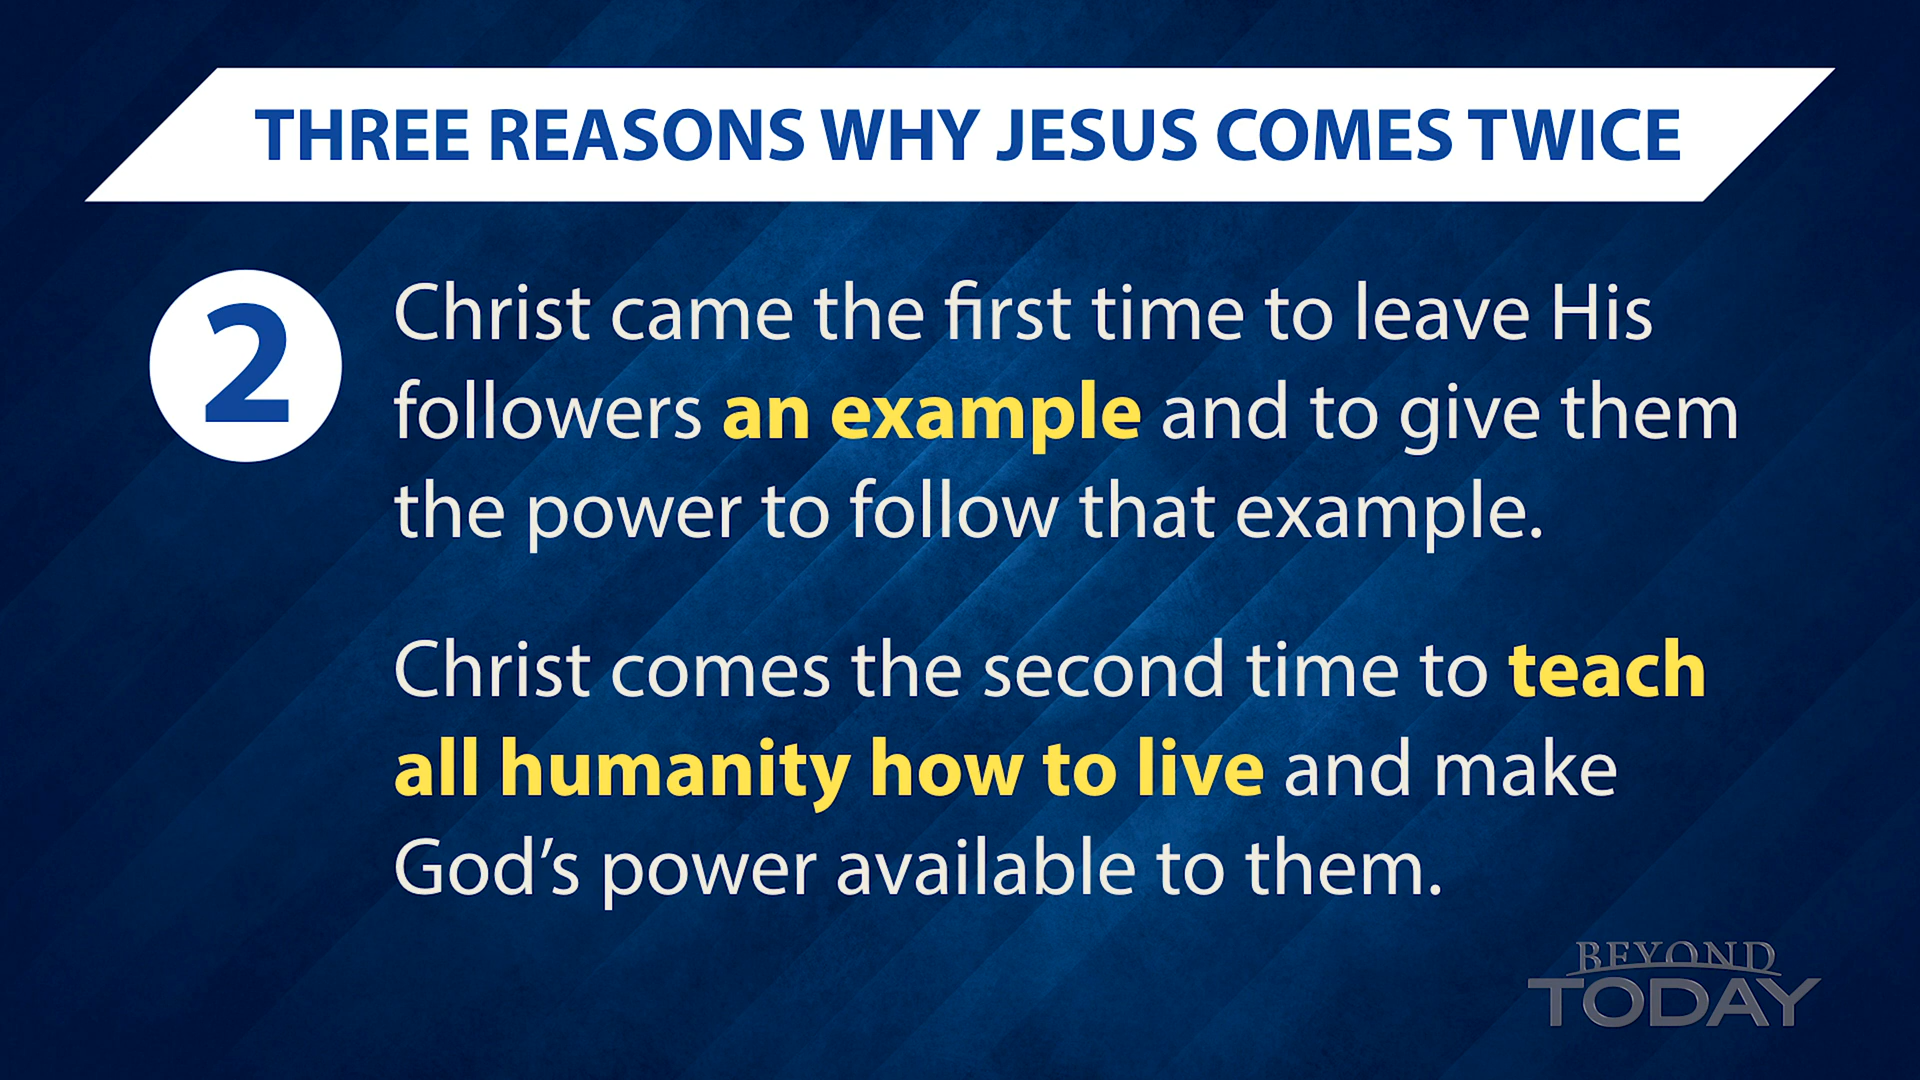 THREE REASONS WHY JESUS COMES TWICE
2
Christ came the first time to leave His
followers an example and to give them
the power to follow that example.
Christ comes the second time to teach
all humanity how to live and make
God’s power available to them.
BEYOND
TODAY